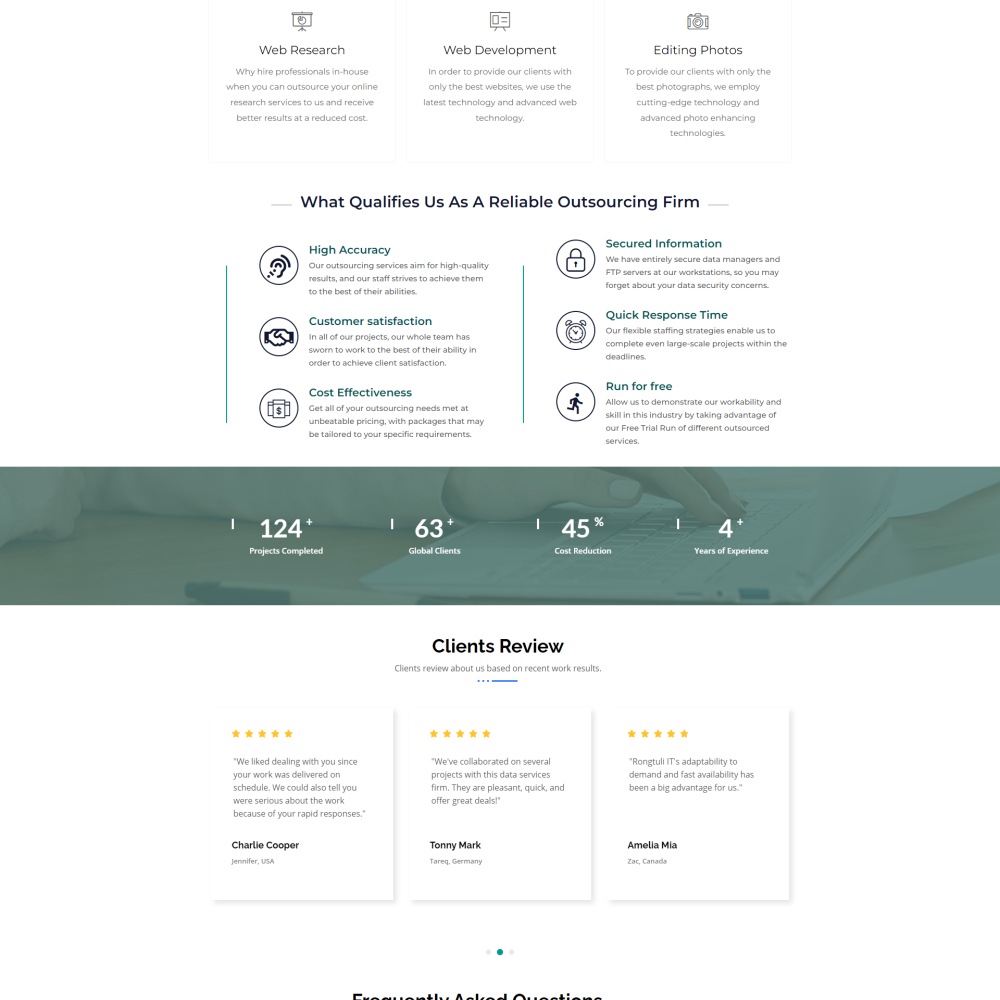 Web Research
Why hire professionals in-house
when you can outsource your online
research services to us and receive
better results at a reduced cost.
Web Development
In order to provide our clients with
only the best websites, we use the
latest technology and advanced web
technology.
Editing Photos
To provide our clients with only the
best photographs, we employ
cutting-edge technology and
advanced photo enhancing
technologies.
What Qualifies Us As A Reliable Outsourcing Firm
High Accuracy
Our outsourcing services aim for high-quality
results, and our staff strives to achieve them
to the best of their abilities.
Customer satisfaction
In all of our projects, our whole team has
sworn to work to the best of their ability in
order to achieve client satisfaction.
Cost Effectiveness
Get all of your outsourcing needs met at
unbeatable pricing, with packages that may
be tailored to your specific requirements.
Secured Information
We have entirely secure data managers and
FTP servers at our workstations, so you may
forget about your data security concerns.
Quick Response Time
Our flexible staffing strategies enable us to
complete even large-scale projects within the
deadlines.
Run for free
Allow us to demonstrate our workability and
skill in this industry by taking advantage of
our Free Trial Run of different outsourced
services.
124+
Projects Completed
63+
Global Clients
45%
Cost Reduction
4+
Years of Experience
Clients Review
Clients review about us based on recent work results.
"We liked dealing with you since
your work was delivered on
schedule. We could also tell you
were serious about the work
because of your rapid responses."
Charlie Cooper
Jennifer, USA
"We've collaborated on several
projects with this data services
firm. They are pleasant, quick, and
offer great deals!"
Tonny Mark
Tareq, Germany
"Rongtuli IT's adaptability to
demand and fast availability has
been a big advantage for us."
Amelia Mia
Zac, Canada
Frequently Asked Questions